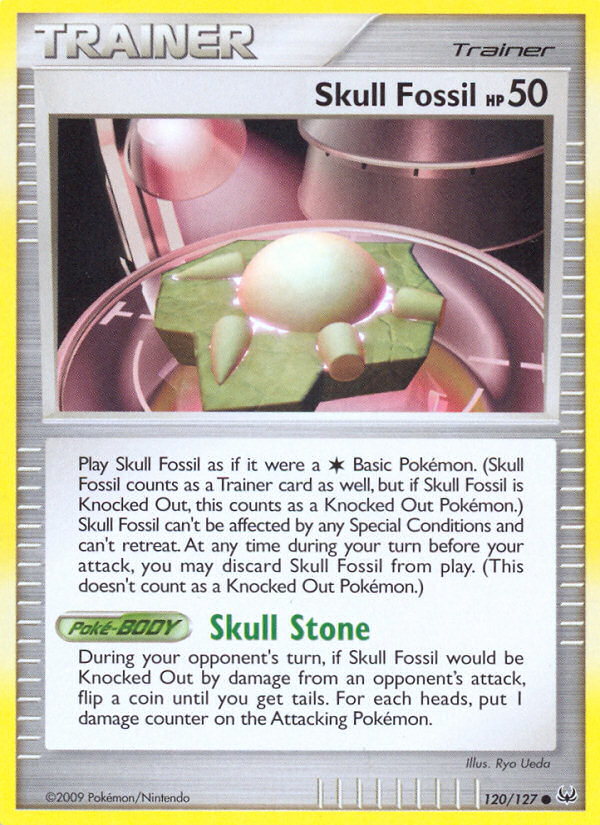 TRAINER
Trainer
Skull Fossil HP 50
Play Skull Fossil as if it were a ✶ Basic Pokémon. (Skull
Fossil counts as a Trainer card as well, but if Skull Fossil is
Knocked Out, this counts as a Knocked Out Pokémon.)
Skull Fossil can't be affected by any Special Conditions and
can't retreat. At any time during your turn before your
attack, you may discard Skull Fossil from play. (This
doesn't count as a Knocked Out Pokémon.)
Poké-BODY Skull Stone
During your opponent's turn, if Skull Fossil would be
Knocked Out by damage from an opponent's attack,
flip a coin until you get tails. For each heads, put 1
damage counter on the Attacking Pokémon.
Illus. Ryo Ueda
©2009 Pokémon/Nintendo
120/127 ●